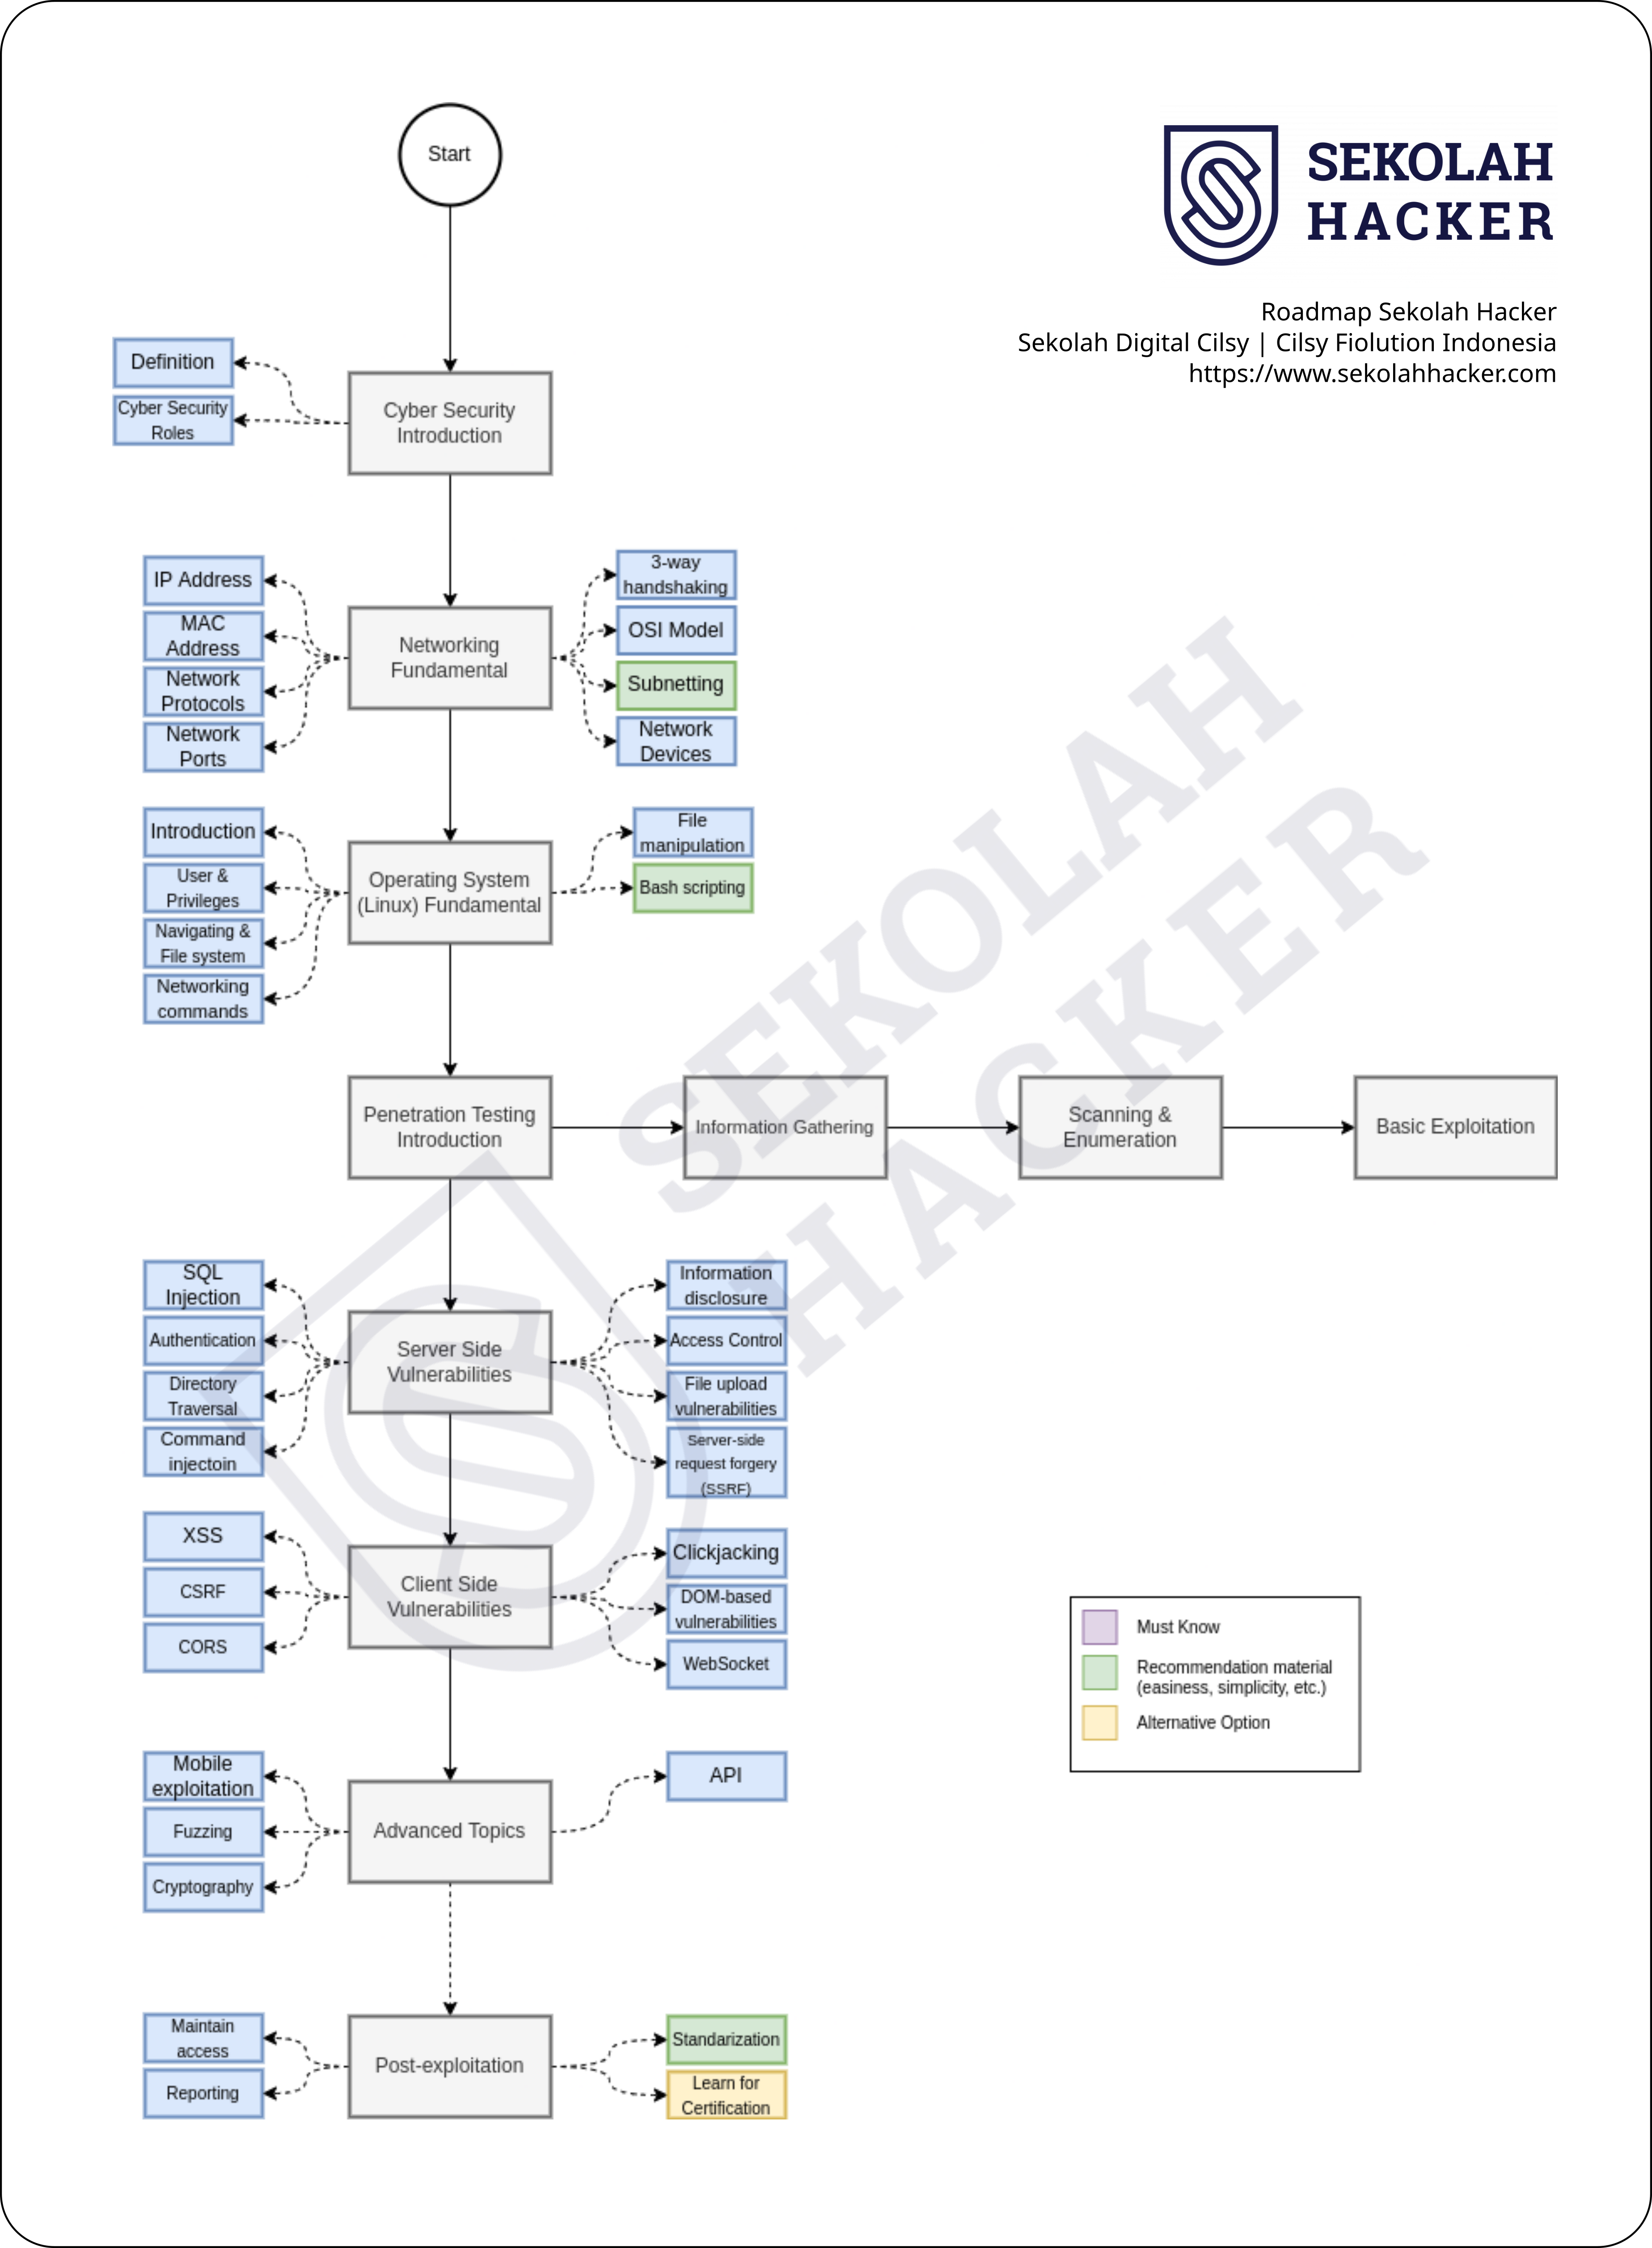 Start
SEKOLAH
HACKER
Roadmap Sekolah Hacker
Sekolah Digital Cilsy | Cilsy Fiolution Indonesia
https://www.sekolahhacker.com
Definition
Cyber Security
Roles
Cyber Security
Introduction
IP Address
MAC
Address
Network
Protocols
Network
Ports
Networking
Fundamental
3-way
handshaking
OSI Model
Subnetting
Network
Devices
Introduction
User &
Privileges
Navigating &
File system
Networking
commands
Operating System
(Linux) Fundamental
File
manipulation
Bash scripting
SEKOLAH
HACKER
Penetration Testing
Introduction
Information Gathering
Scanning &
Enumeration
Basic Exploitation
SQL
Injection
Authentication
Directory
Traversal
Command
injectoin
Server Side
Vulnerabilities
Information
disclosure
Access Control
File upload
vulnerabilities
Server-side
request forgery
(SSRF)
XSS
CSRF
CORS
Client Side
Vulnerabilities
Clickjacking
DOM-based
vulnerabilities
WebSocket
Must Know
Recommendation material
(easiness, simplicity, etc.)
Alternative Option
Mobile
exploitation
Fuzzing
Cryptography
Advanced Topics
API
Maintain
access
Reporting
Post-exploitation
Standarization
Learn for
Certification